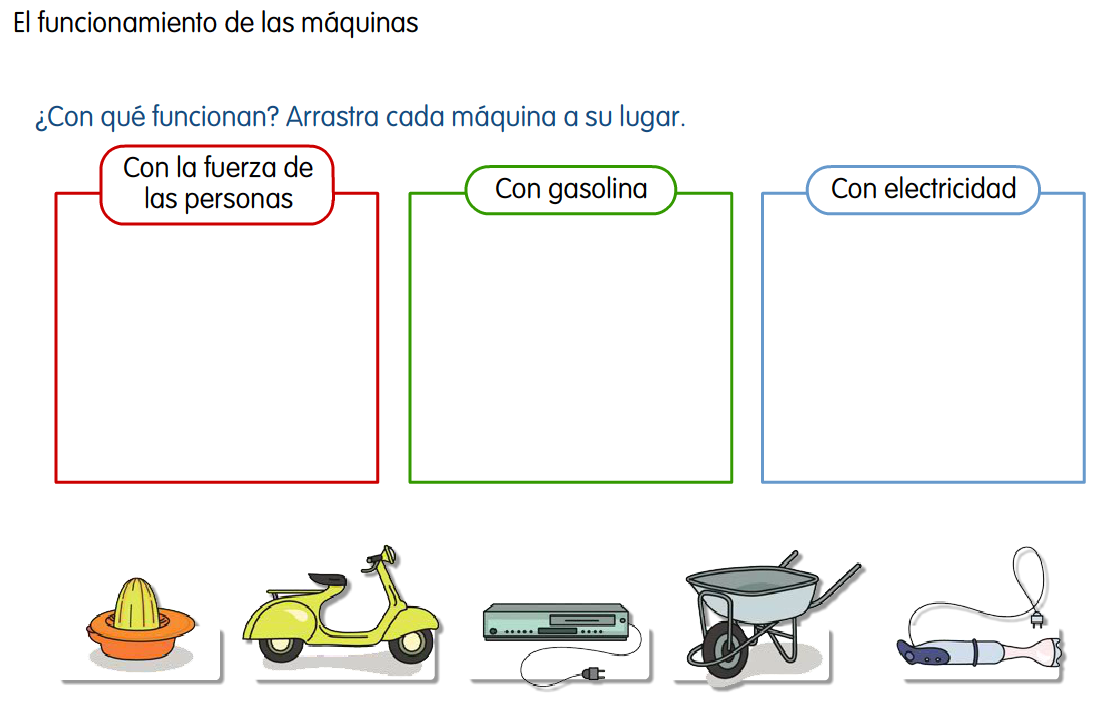 El funcionamiento de las máquinas
¿Con qué funcionan? Arrastra cada máquina a su lugar.
Con la fuerza de
las personas
Con gasolina
Con electricidad